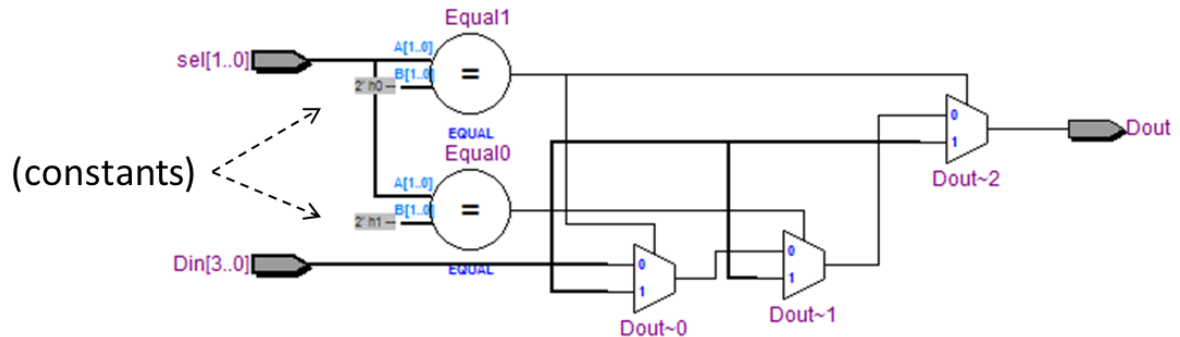 Equal1
sel[1..0]
A[1..0]
2' h0
B[1..0]
=
EQUAL
Equal0
(constants)
A[1..0]
2' h1
B[1..0]
=
EQUAL
Din[3..0]
0
1
Dout~0
0
1
Dout~1
0
1
Dout~2
Dout